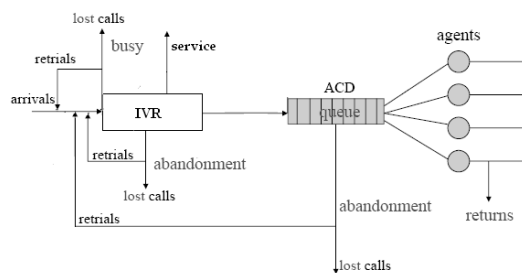 lost calls
agents
busy
service
retrials
ACD
arrivals
IVR
queue
retrials
abandonment
lost calls
abandonment
retrials
returns
lost calls